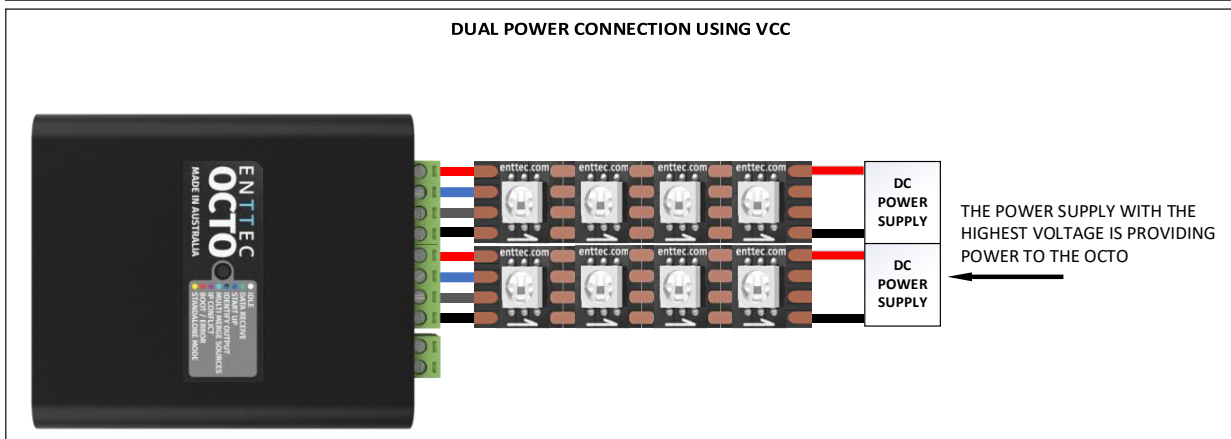 DUAL POWER CONNECTION USING VCC
ENTTEC
OCTO
MADE IN AUSTRALIA
IDLE
DATA RECEIVE
START UP
IDENTIFY OUTPUT
MULTI MERGE SOURCES
IP CONFLICT
BOOT / ERROR
STANDALONE MODE
enttec.com enttec.com enttec.com enttec.com
enttec.com enttec.com enttec.com enttec.com
DC
POWER
SUPPLY
DC
POWER
SUPPLY
THE POWER SUPPLY WITH THE
HIGHEST VOLTAGE IS PROVIDING
POWER TO THE OCTO